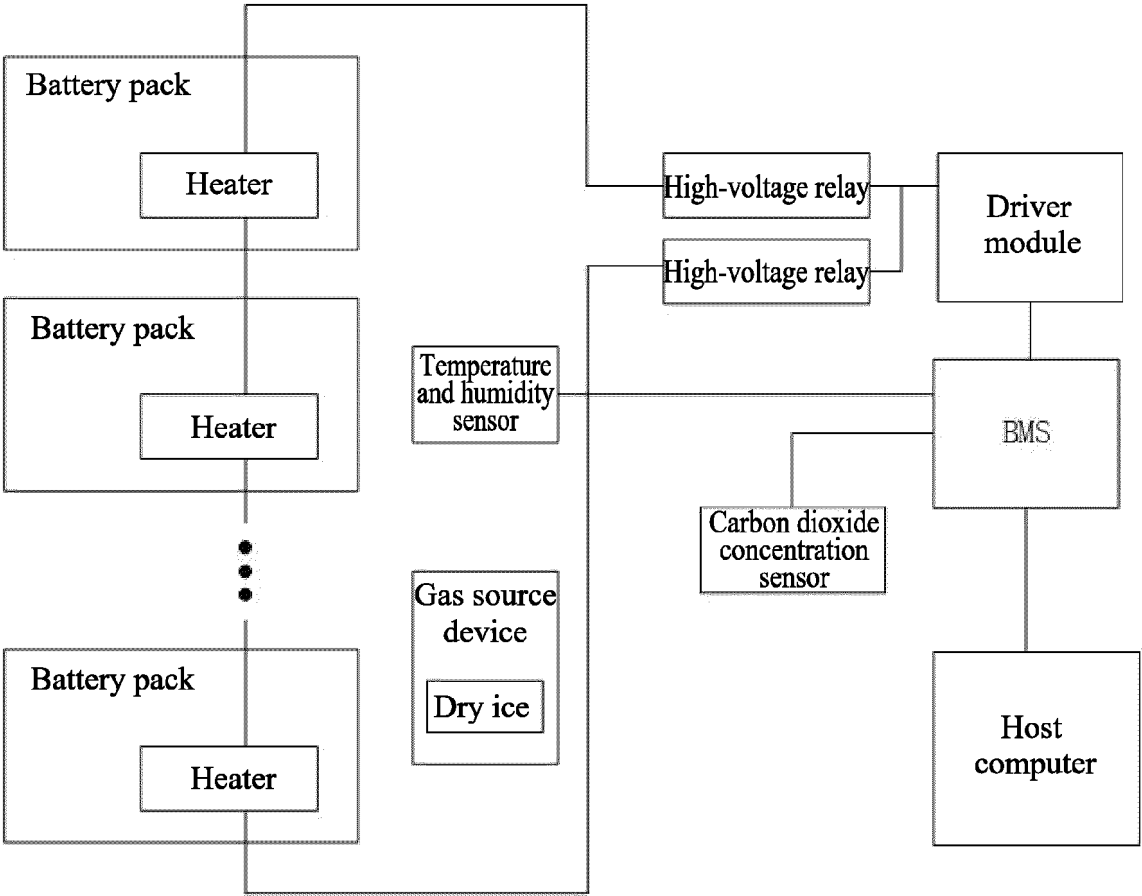 Battery pack
Heater
High-voltage relay
Driver
module
High-voltage relay
Battery pack
Heater
Temperature
and humidity
sensor
BMS
Carbon dioxide
concentration
sensor
Gas source
device
Dry ice
Battery pack
Heater
Host
computer